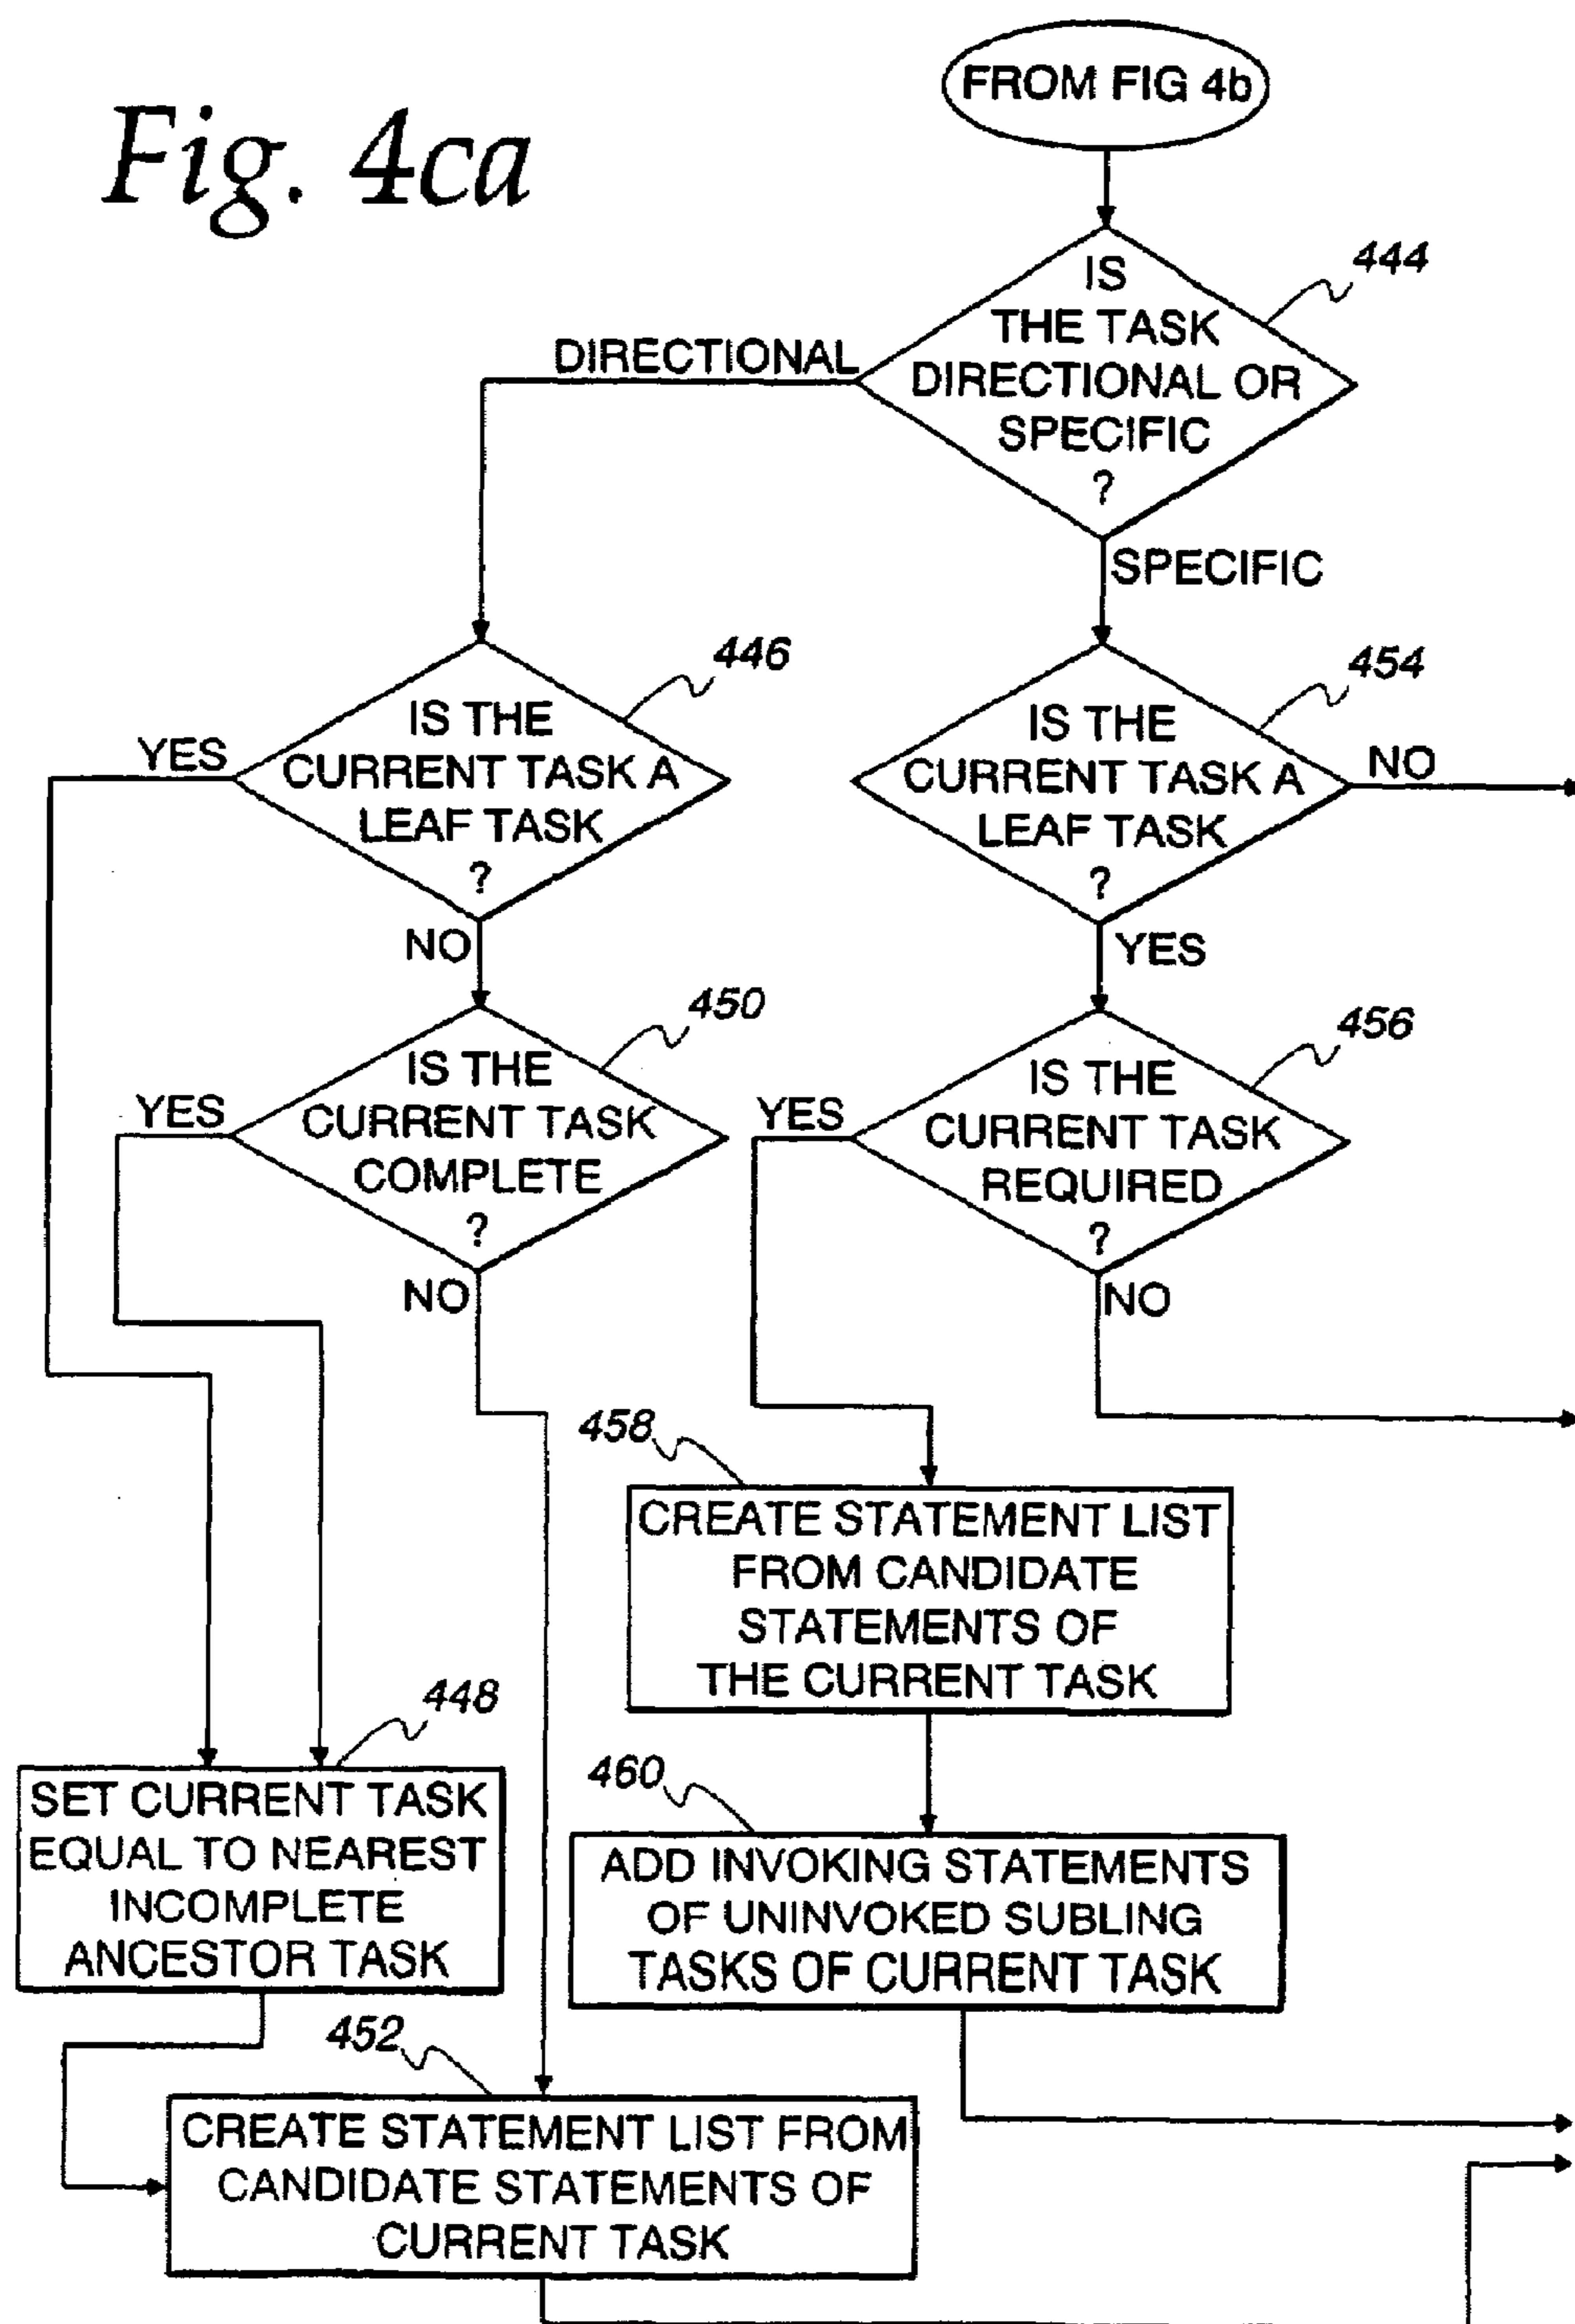 Fig. 4ca
FROM FIG 4b
IS
THE TASK
DIRECTIONAL OR
SPECIFIC
?
444
DIRECTIONAL
SPECIFIC
446
IS THE
CURRENT TASK A
LEAF TASK
?
YES
NO
454
IS THE
CURRENT TASK A
LEAF TASK
?
NO
YES
450
IS THE
CURRENT TASK
COMPLETE
?
YES
NO
456
IS THE
CURRENT TASK
REQUIRED
?
YES
NO
458
CREATE STATEMENT LIST
FROM CANDIDATE
STATEMENTS OF
THE CURRENT TASK
448
SET CURRENT TASK
EQUAL TO NEAREST
INCOMPLETE
ANCESTOR TASK
460
ADD INVOKING STATEMENTS
OF UNINVOKED SUBLING
TASKS OF CURRENT TASK
452
CREATE STATEMENT LIST FROM
CANDIDATE STATEMENTS OF
CURRENT TASK